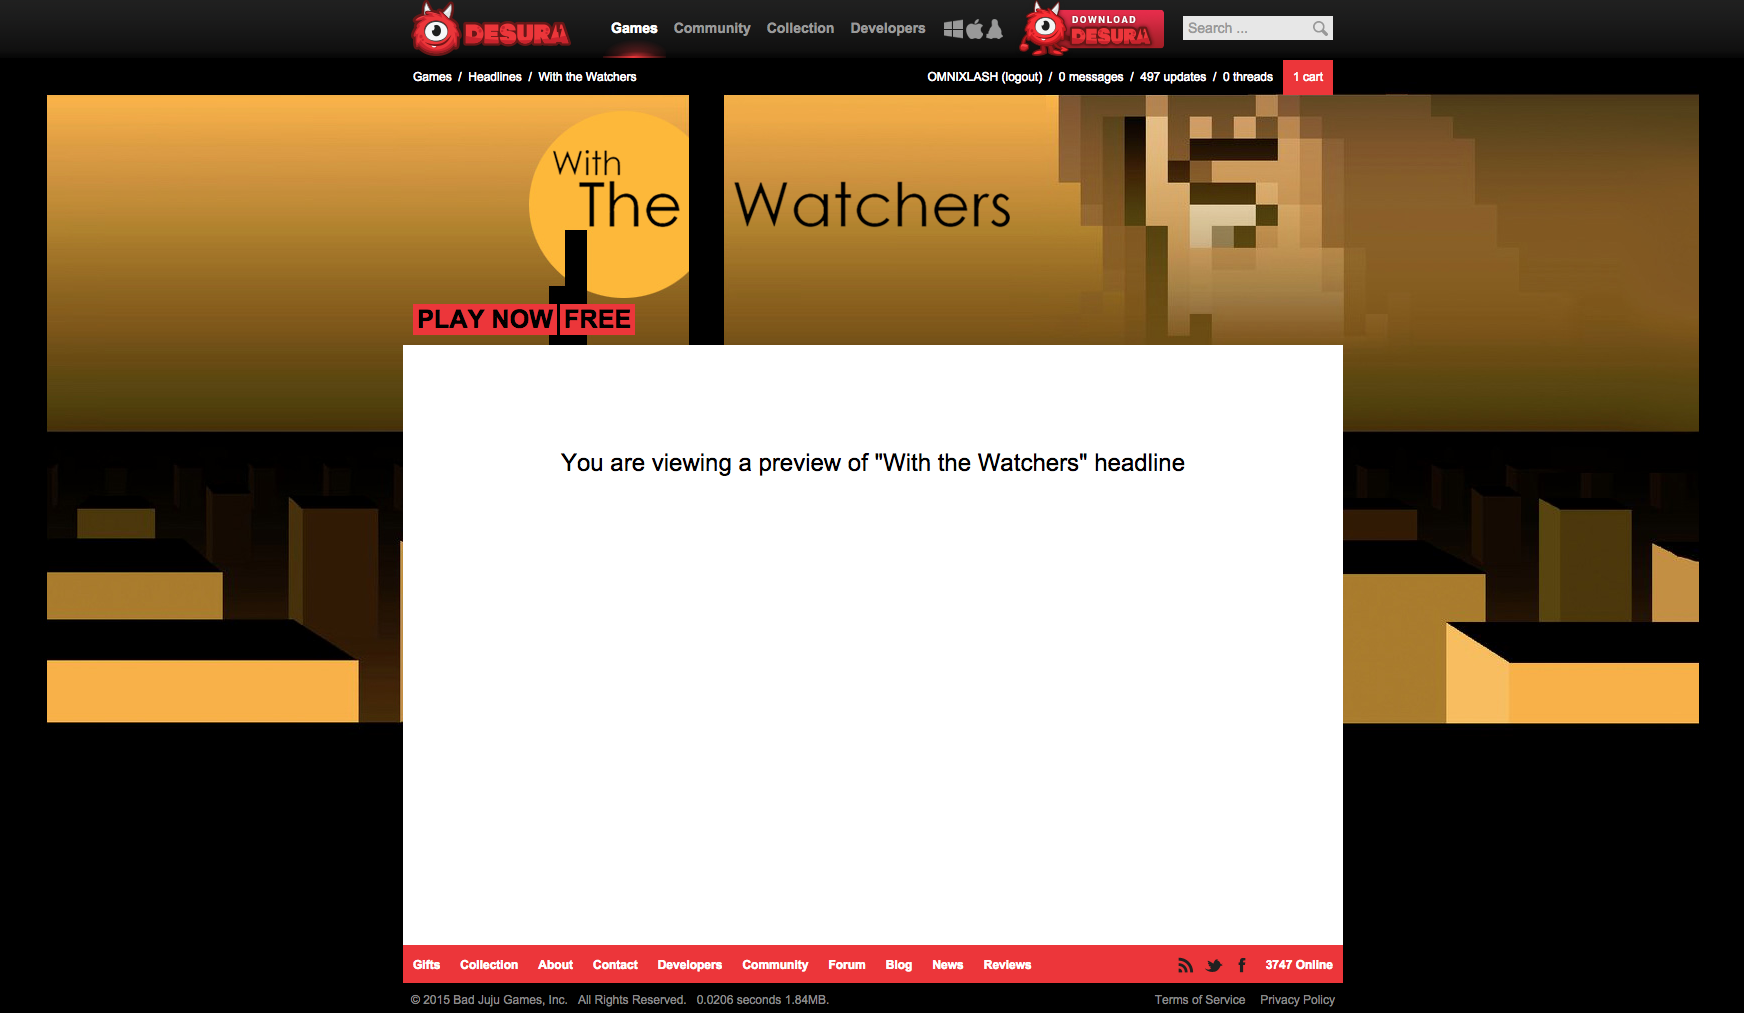 DESURA
Games Community Collection Developers
DOWNLOAD
DESURA
Search ...
Games / Headlines / With the Watchers
OMNIXLASH (logout) / 0 messages / 497 updates / 0 threads
1 cart
With
The Watchers
PLAY NOW FREE
You are viewing a preview of "With the Watchers" headline
Gifts Collection About Contact Developers Community Forum Blog News Reviews
3747 Online
© 2015 Bad Juju Games, Inc. All Rights Reserved. 0.0206 seconds 1.84MB.
Terms of Service Privacy Policy